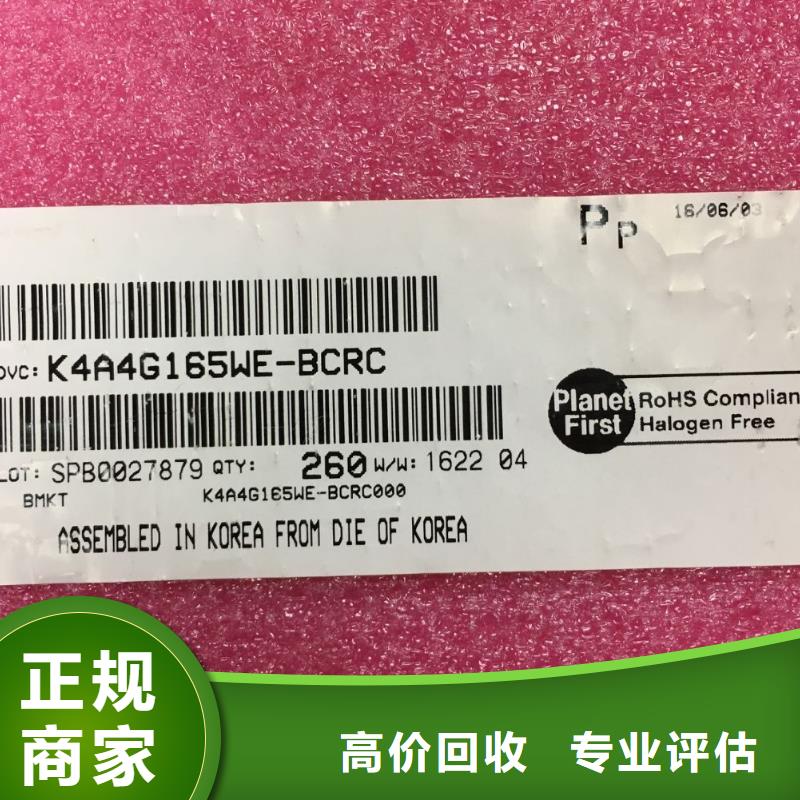 Pp 16/06/03
DVC: K4A4G165WE-BCRC
Planet First
RoHS Complian
Halogen Free
LOT: SPB0027879 QTY: 260 W/W: 1622 04
BMKT K4A4G165WE-BCRC000
ASSEMBLED IN KOREA FROM DIE OF KOREA
正规
商家
高价回收 专业评估